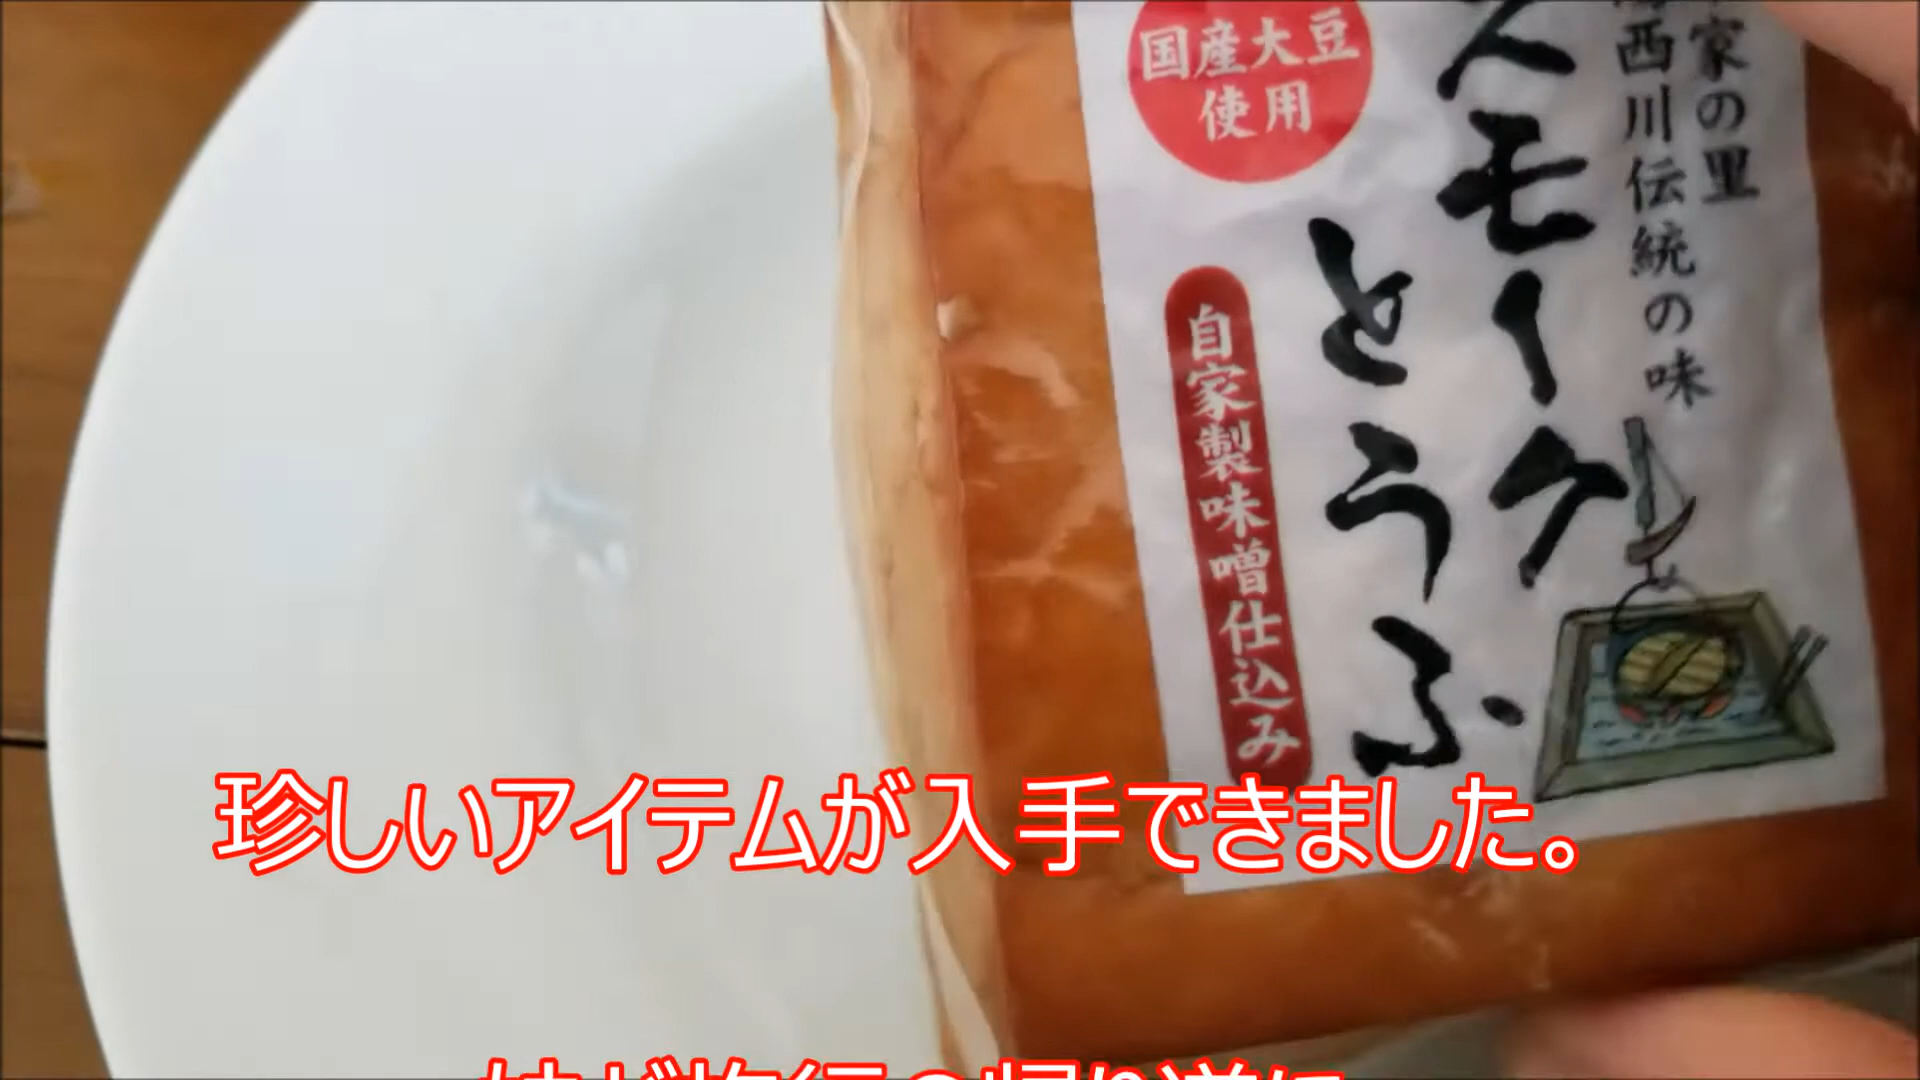 家の里
西川伝統の味
スモーク
とうふ
国産大豆
使用
自家製味噌仕込み
珍しいアイテムが入手できました。